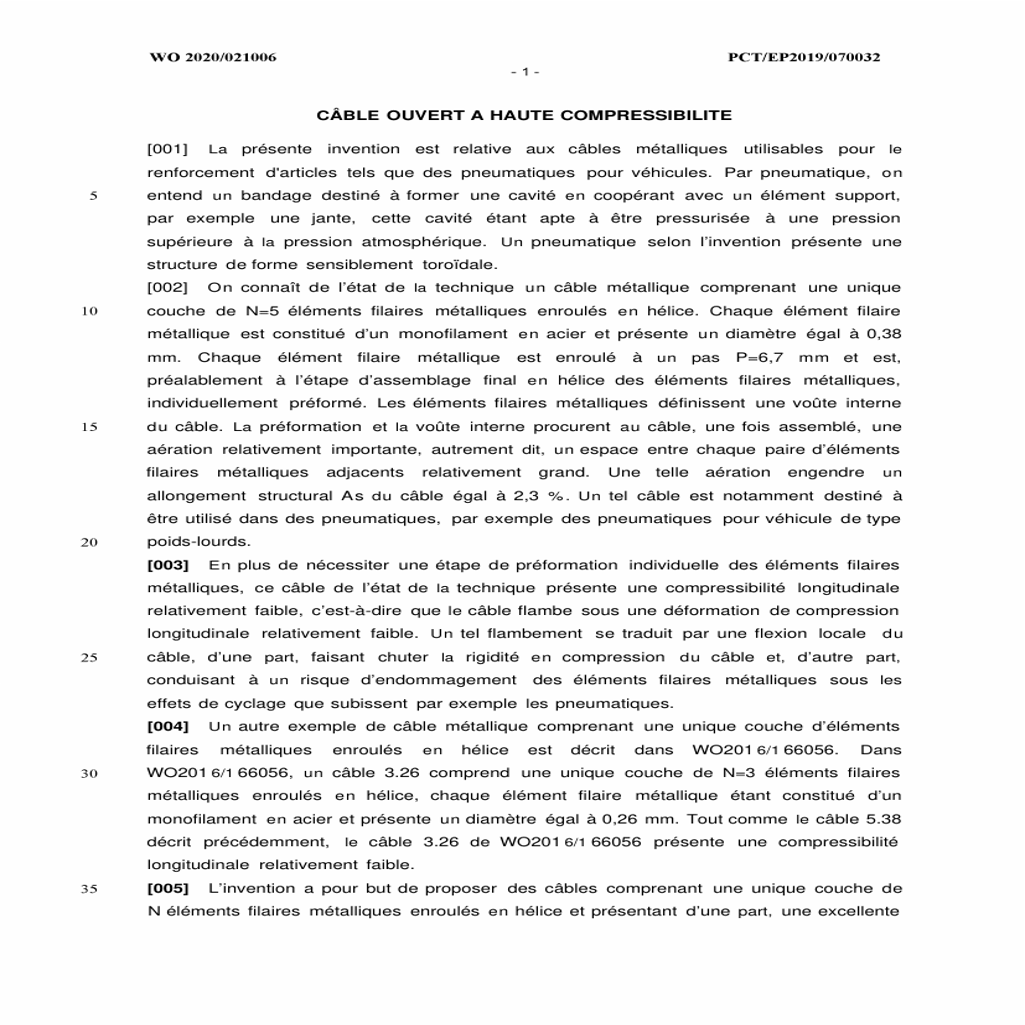 WO 2020/021006 PCT/EP2019/070032
- 1 -
CÂBLE OUVERT A HAUTE COMPRESSIBILITE
[001] La présente invention est relative aux câbles métalliques utilisables pour le
renforcement d'articles tels que des pneumatiques pour véhicules. Par pneumatique, on
5 entend un bandage destiné à former une cavité en coopérant avec un élément support,
par exemple une jante, cette cavité étant apte à être pressurisée à une pression
supérieure à la pression atmosphérique. Un pneumatique selon l'invention présente une
structure de forme sensiblement toroïdale.
[002] On connaît de l'état de la technique un câble métallique comprenant une unique
10 couche de N=5 éléments filaires métalliques enroulés en hélice. Chaque élément filaire
métallique est constitué d'un monofilament en acier et présente un diamètre égal à 0,38
mm. Chaque élément filaire métallique est enroulé à un pas P=6,7 mm et est,
préalablement à l'étape d'assemblage final en hélice des éléments filaires métalliques,
individuellement préformé. Les éléments filaires métalliques définissent une voûte interne
15 du câble. La préformation et la voûte interne procurent au câble, une fois assemblé, une
aération relativement importante, autrement dit, un espace entre chaque paire d'éléments
filaires métalliques adjacents relativement grand. Une telle aération engendre un
allongement structural As du câble égal à 2,3 %. Un tel câble est notamment destiné à
être utilisé dans des pneumatiques, par exemple des pneumatiques pour véhicule de type
20 poids-lourds.
[003] En plus de nécessiter une étape de préformation individuelle des éléments filaires
métalliques, ce câble de l'état de la technique présente une compressibilité longitudinale
relativement faible, c'est-à-dire que le câble flambe sous une déformation de compression
longitudinale relativement faible. Un tel flambement se traduit par une flexion locale du
25 câble, d'une part, faisant chuter la rigidité en compression du câble et, d'autre part,
conduisant à un risque d'endommagement des éléments filaires métalliques sous les
effets de cyclage que subissent par exemple les pneumatiques.
[004] Un autre exemple de câble métallique comprenant une unique couche d'éléments
filaires métalliques enroulés en hélice est décrit dans WO201 6/1 66056. Dans
30 WO201 6/1 66056, un câble 3.26 comprend une unique couche de N=3 éléments filaires
métalliques enroulés en hélice, chaque élément filaire métallique étant constitué d'un
monofilament en acier et présente un diamètre égal à 0,26 mm. Tout comme le câble 5.38
décrit précédemment, le câble 3.26 de WO201 6/1 66056 présente une compressibilité
longitudinale relativement faible.
35 [005] L'invention a pour but de proposer des câbles comprenant une unique couche de
N éléments filaires métalliques enroulés en hélice et présentant d'une part, une excellente